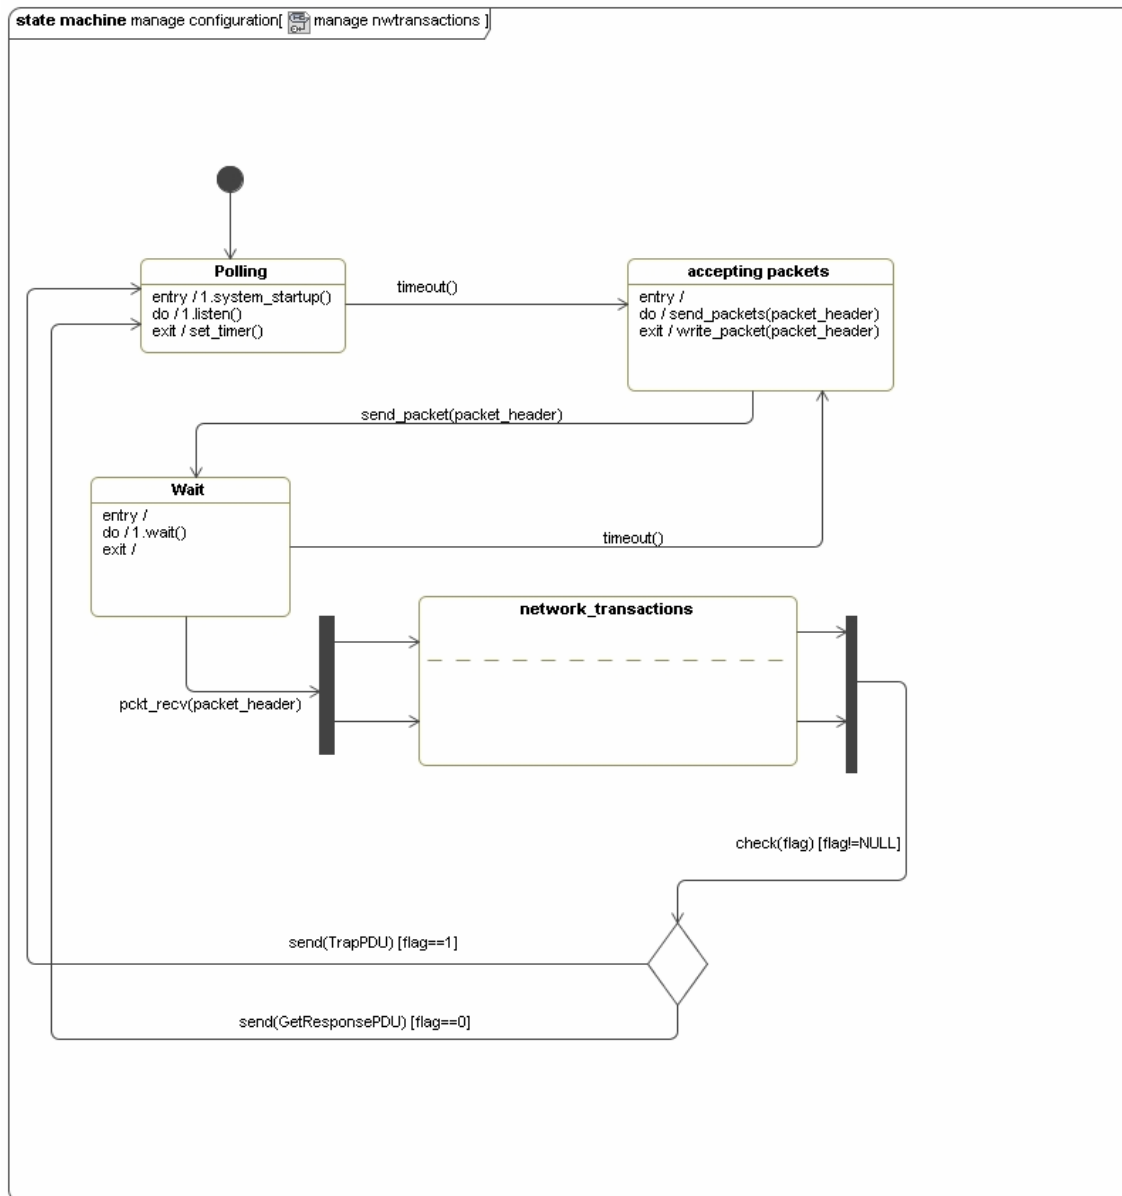 state machine manage configuration[ manage nwtransactions ]
Polling
entry / 1.system_startup()
do / 1.listen()
exit / set_timer()
timeout()
accepting packets
entry /
do / send_packets(packet_header)
exit / write_packet(packet_header)
send_packet(packet_header)
Wait
entry /
do / 1.wait()
exit /
timeout()
network_transactions
pckt_recv(packet_header)
check(flag) [flag!=NULL]
send(TrapPDU) [flag==1]
send(GetResponsePDU) [flag==0]